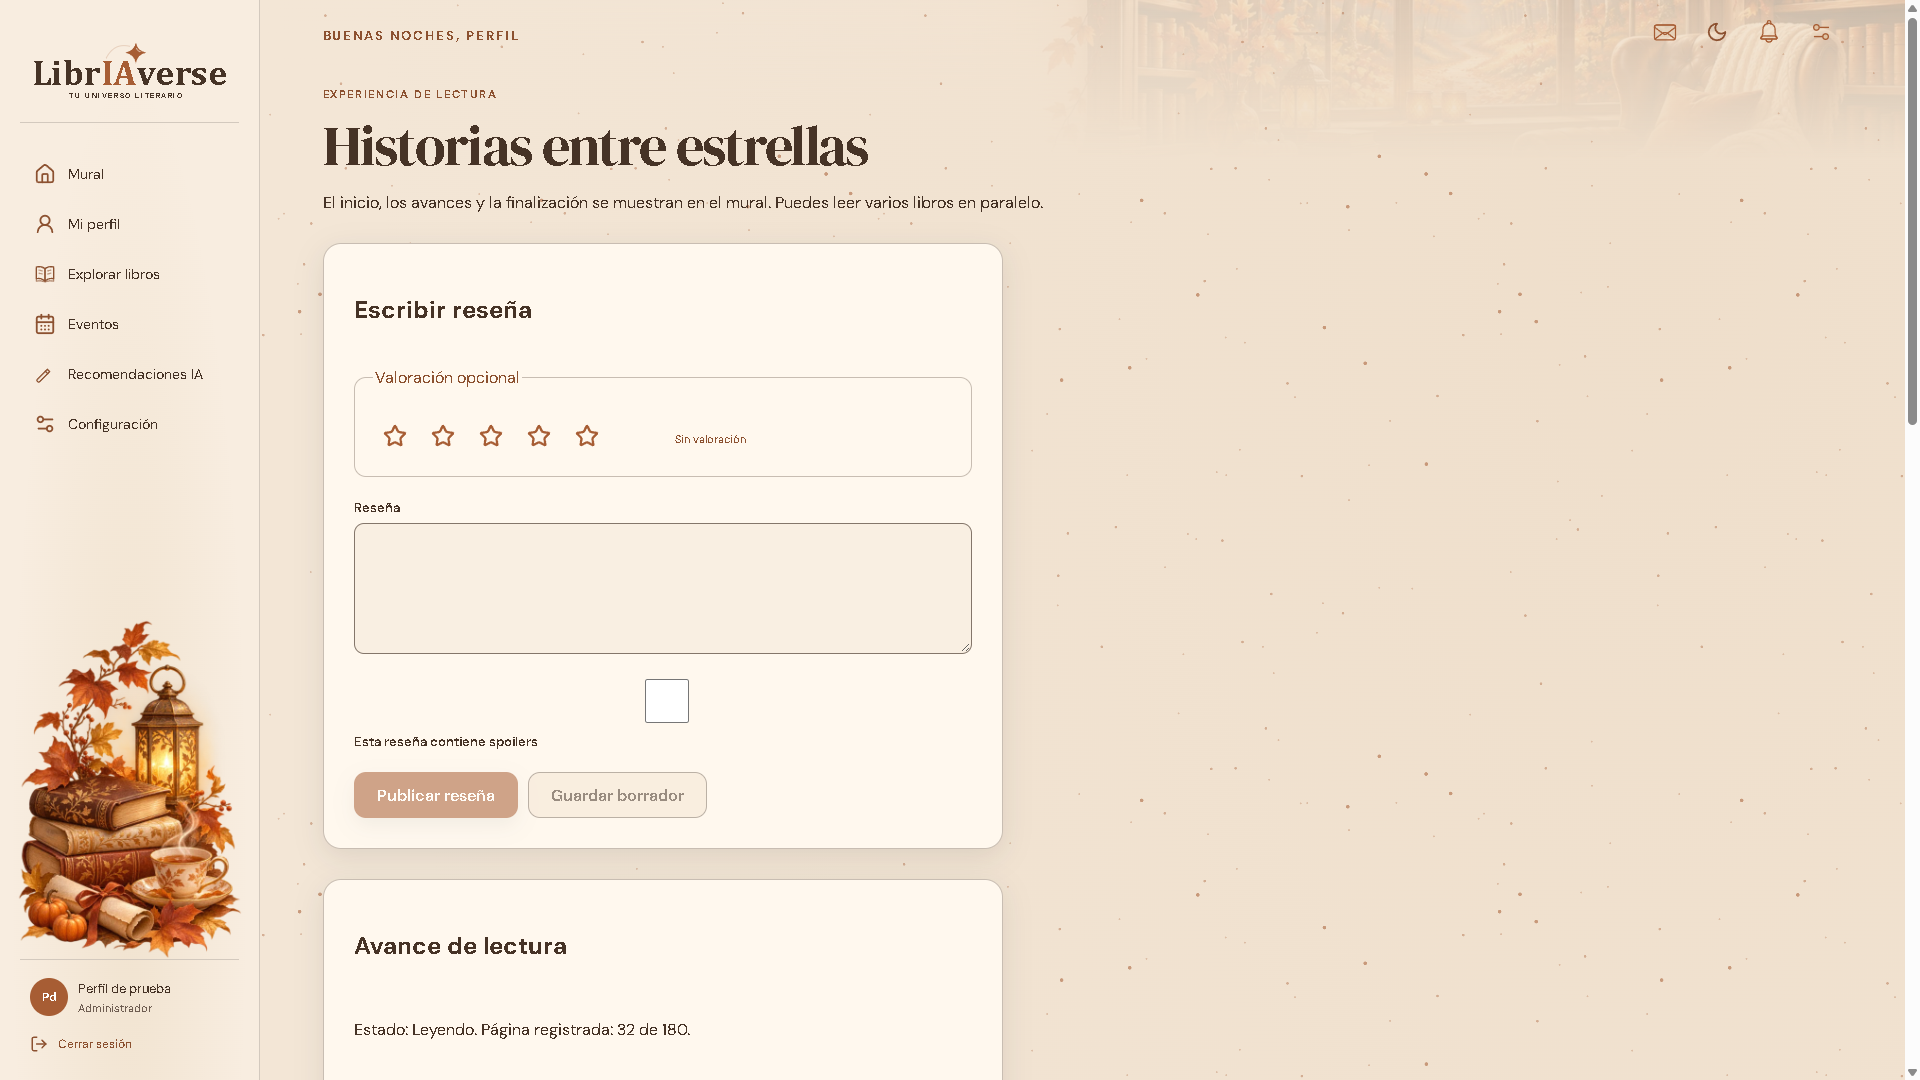 LibrIAverse
TU UNIVERSO LITERARIO
Mural
Mi perfil
Explorar libros
Eventos
Recomendaciones IA
Configuración
Pd
Perfil de prueba
Administrador
Cerrar sesión
BUENAS NOCHES, PERFIL
EXPERIENCIA DE LECTURA
Historias entre estrellas
El inicio, los avances y la finalización se muestran en el mural. Puedes leer varios libros en paralelo.
Escribir reseña
Valoración opcional
Sin valoración
Reseña
Esta reseña contiene spoilers
Publicar reseña
Guardar borrador
Avance de lectura
Estado: Leyendo. Página registrada: 32 de 180.